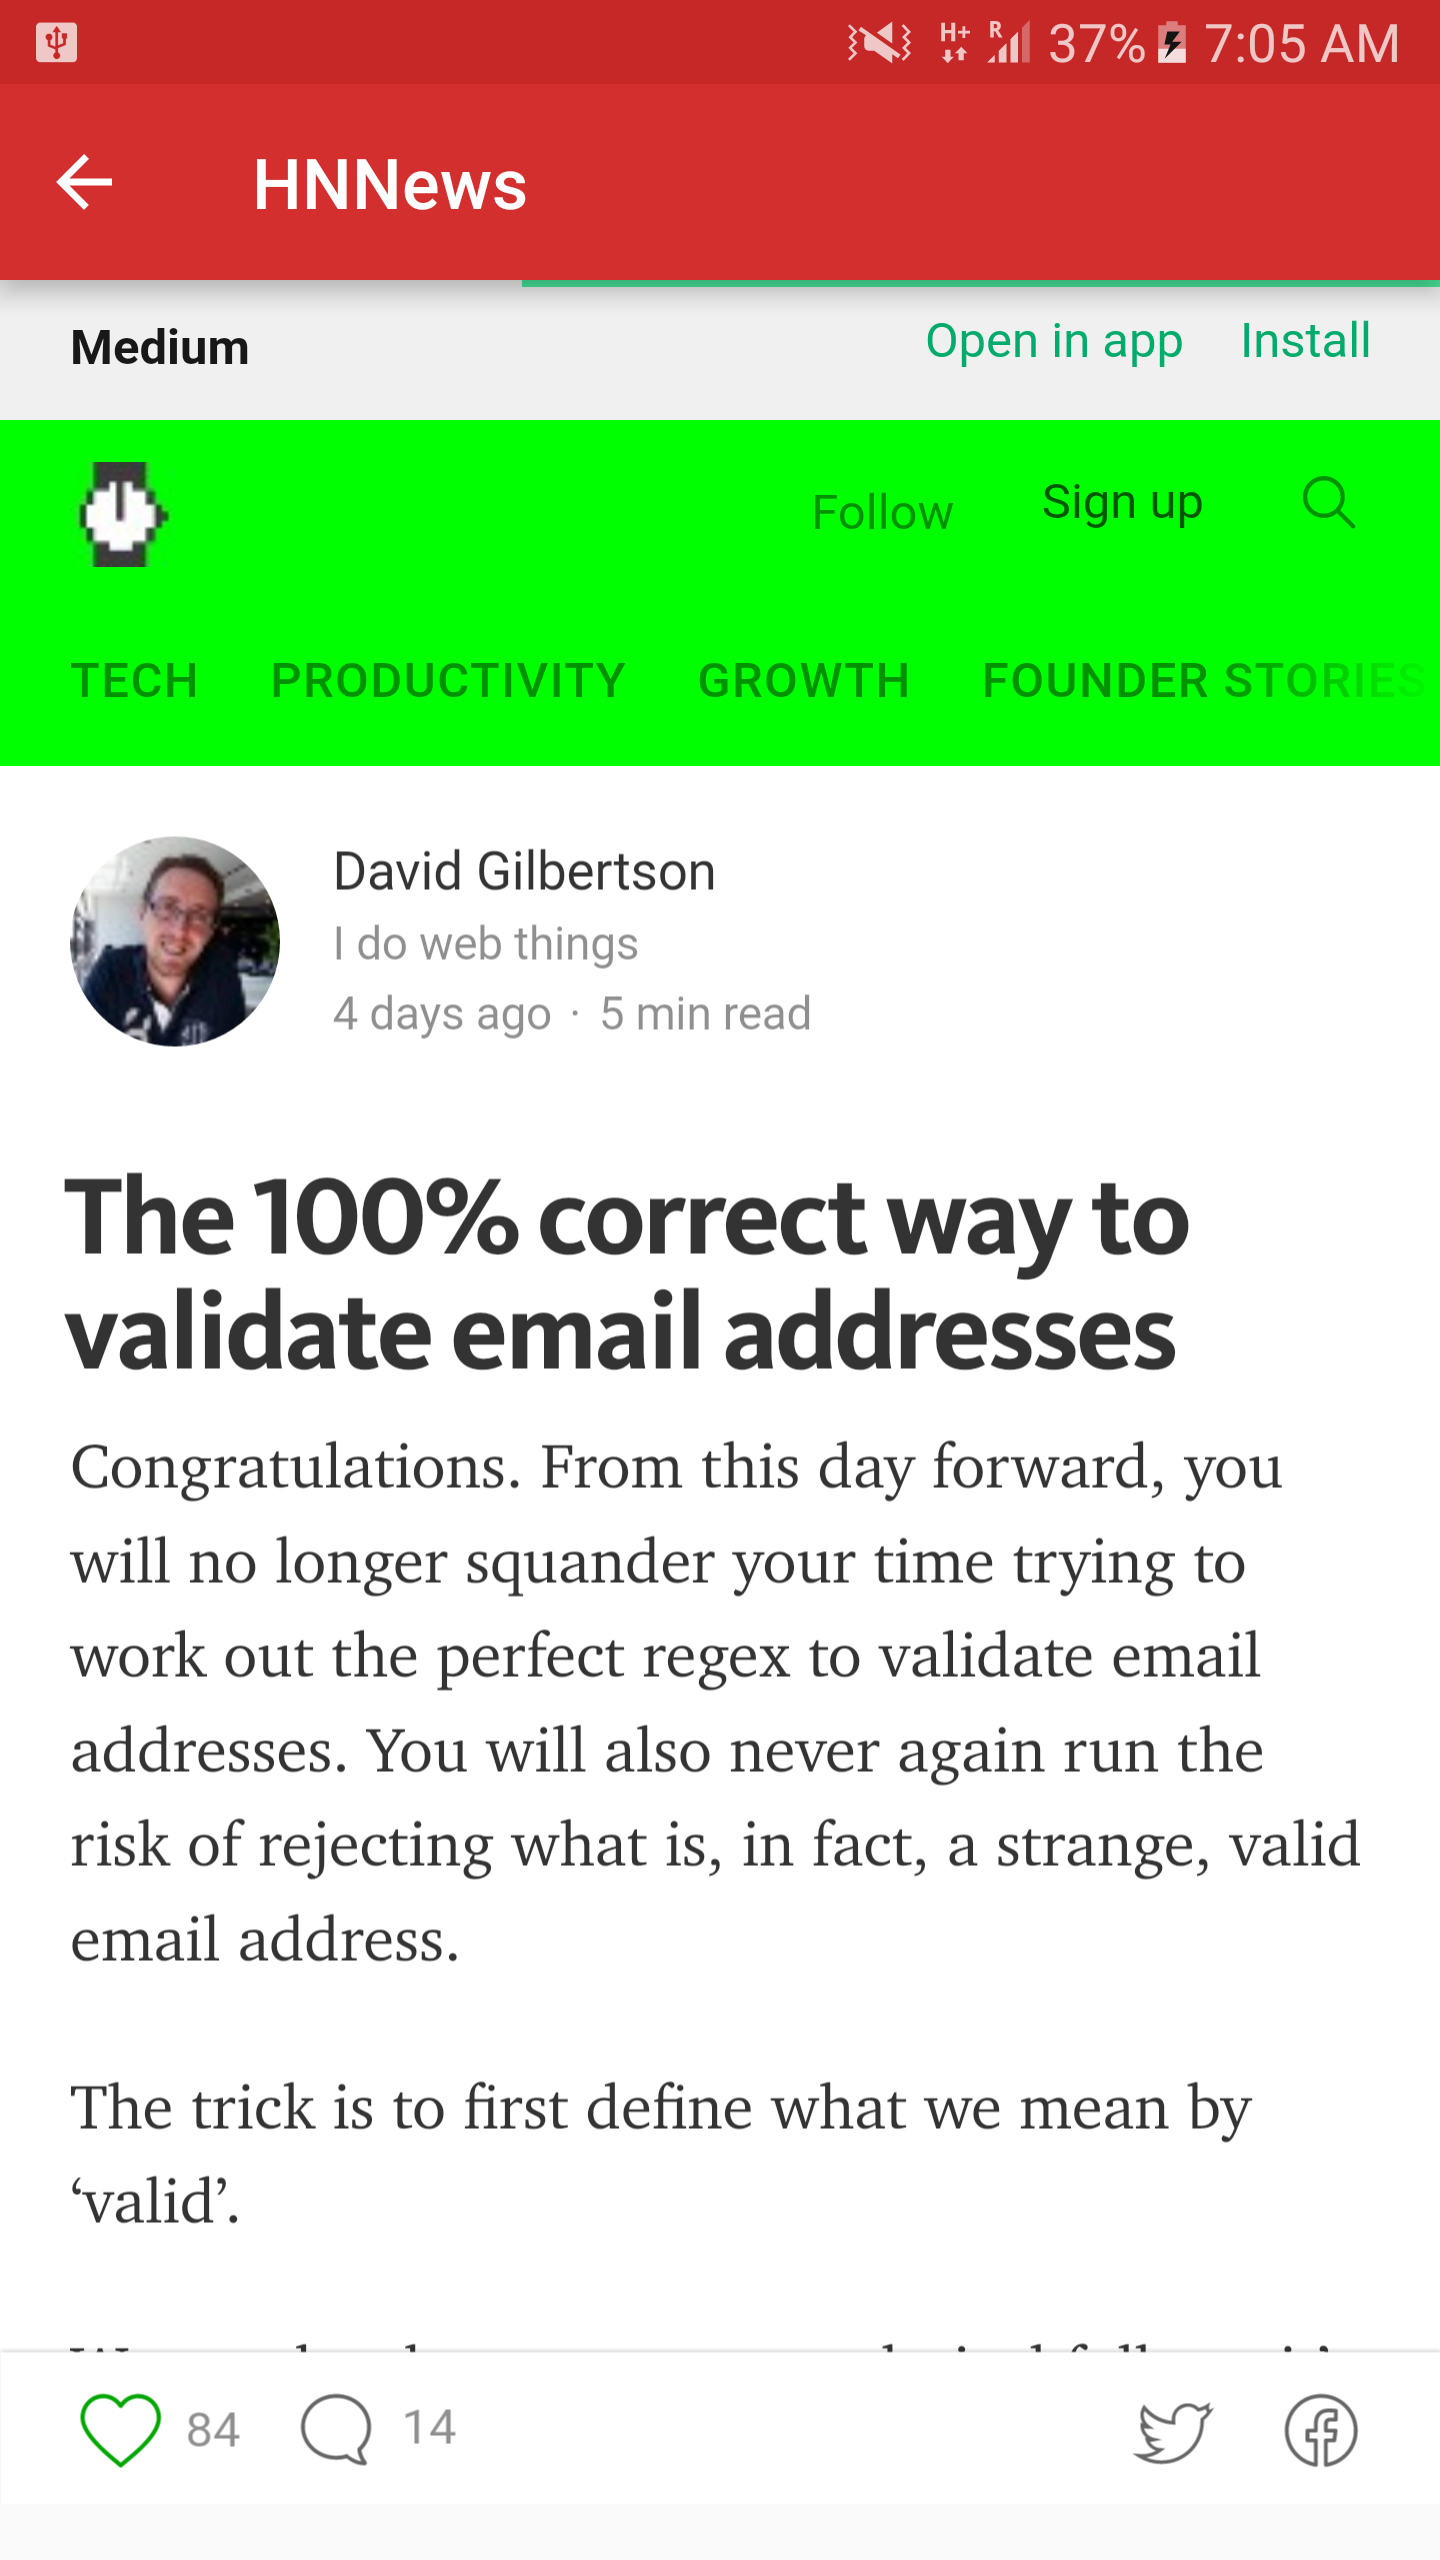 H+ R 37% 7:05 AM
HNNews
Medium Open in app Install
Follow Sign up
TECH PRODUCTIVITY GROWTH FOUNDER STORIES
David Gilbertson
I do web things
4 days ago · 5 min read
The 100% correct way to
validate email addresses
Congratulations. From this day forward, you
will no longer squander your time trying to
work out the perfect regex to validate email
addresses. You will also never again run the
risk of rejecting what is, in fact, a strange, valid
email address.
The trick is to first define what we mean by
‘valid’.
84 14